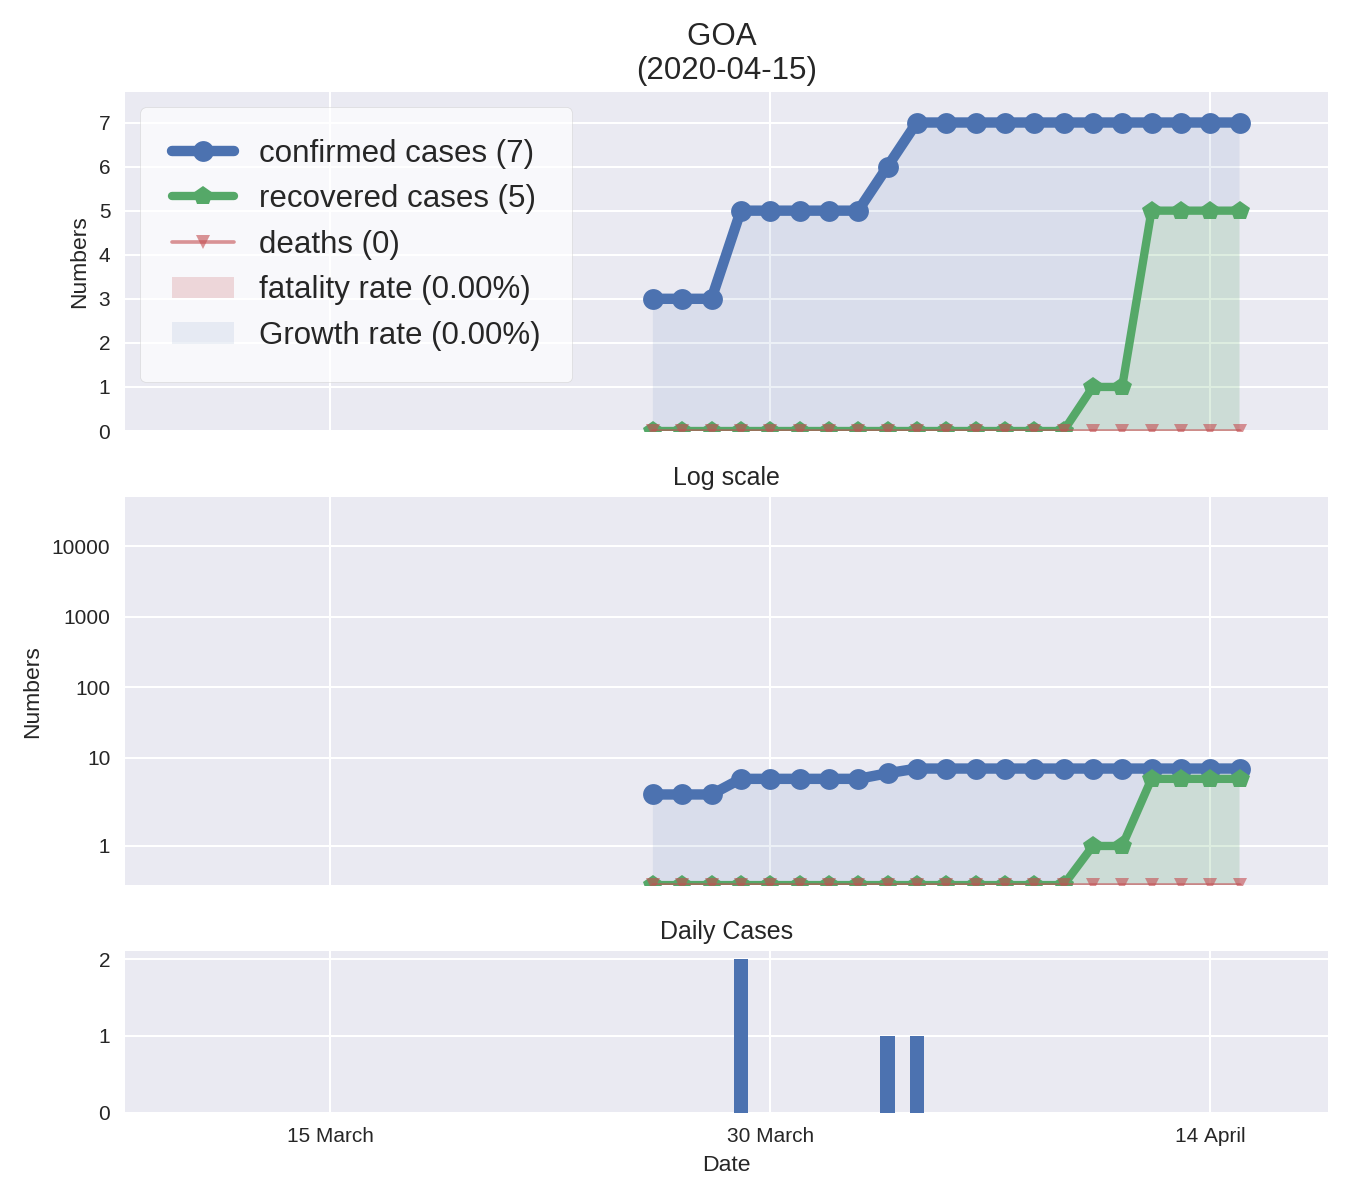 GOA
(2020-04-15)
7
6
5
4
3
2
1
0
Numbers
confirmed cases (7)
recovered cases (5)
deaths (0)
fatality rate (0.00%)
Growth rate (0.00%)
Log scale
10000
1000
100
10
1
Numbers
Daily Cases
2
1
0
15 March
30 March
14 April
Date